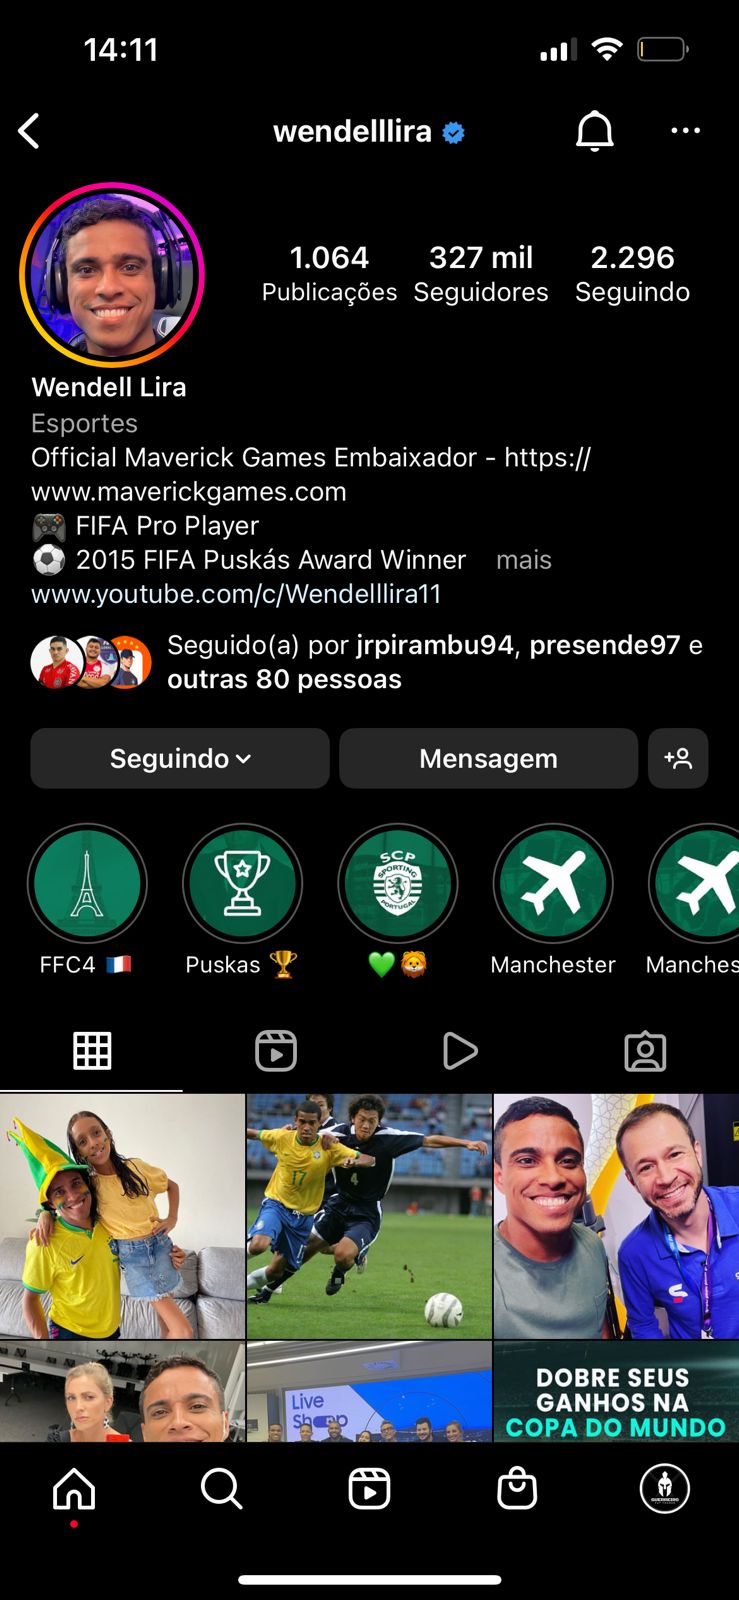 14:11
wendelllira
1.064
327 mil
2.296
Publicações
Seguidores
Seguindo
Wendell Lira
Esportes
Official Maverick Games Embaixador - https://
www.maverickgames.com
🎮 FIFA Pro Player
⚽ 2015 FIFA Puskás Award Winner mais
www.youtube.com/c/Wendelllira11
Seguido(a) por jrpirambu94, presende97 e
outras 80 pessoas
Seguindo
Mensagem
SCP
SPORTING
PORTUGAL
FFC4 🇫🇷
Puskas 🏆
💚🦁
Manchester
Manches
17
4
Live
DOBRE SEUS
GANHOS NA
COPA DO MUNDO